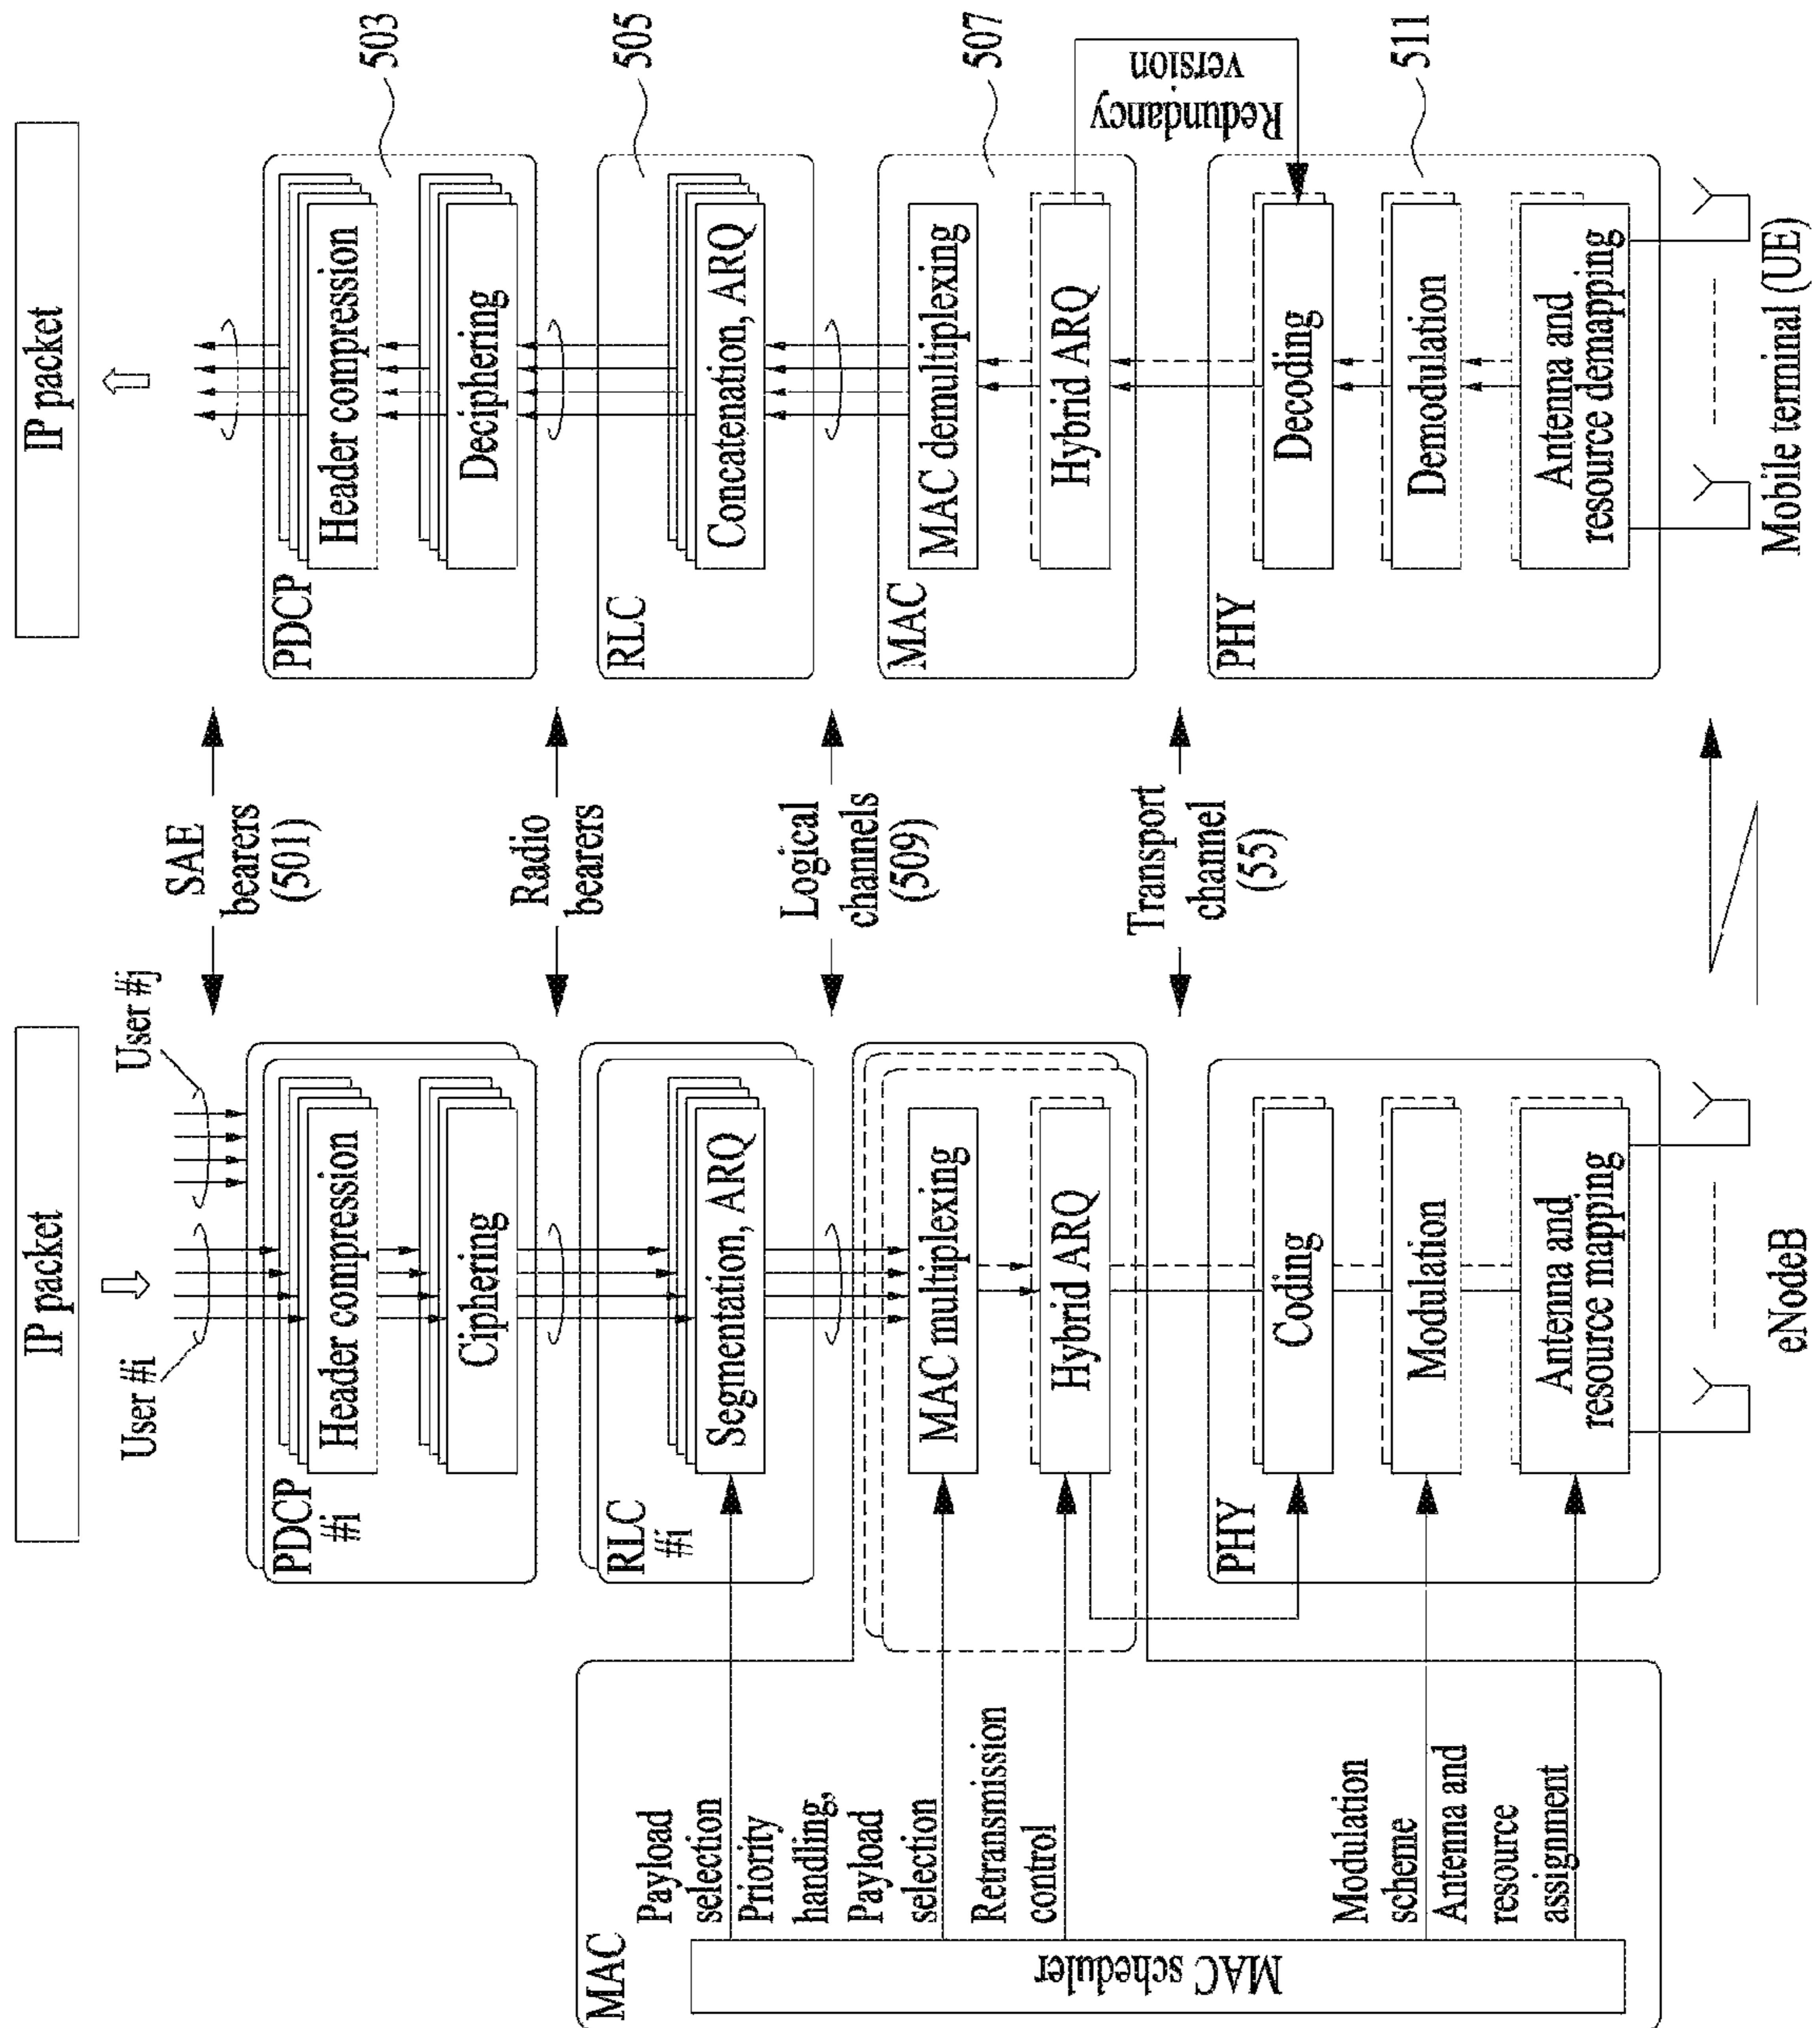 IP packet
User #i
User #j
PDCP
#i
Header compression
Ciphering
RLC
#i
Segmentation, ARQ
MAC
MAC scheduler
Payload
selection
Priority
handling,
Payload
selection
Retransmission
control
Modulation
scheme
Antenna and
resource
assignment
MAC multiplexing
Hybrid ARQ
PHY
Coding
Modulation
Antenna and
resource mapping
eNodeB
SAE
bearers
(501)
Radio
bearers
Logical
channels
(509)
Transport
channel
(55)
IP packet
503
PDCP
Header compression
Deciphering
505
RLC
Concatenation, ARQ
507
MAC
MAC demultiplexing
Hybrid ARQ
Redundancy
version
511
PHY
Decoding
Demodulation
Antenna and
resource demapping
Mobile terminal (UE)